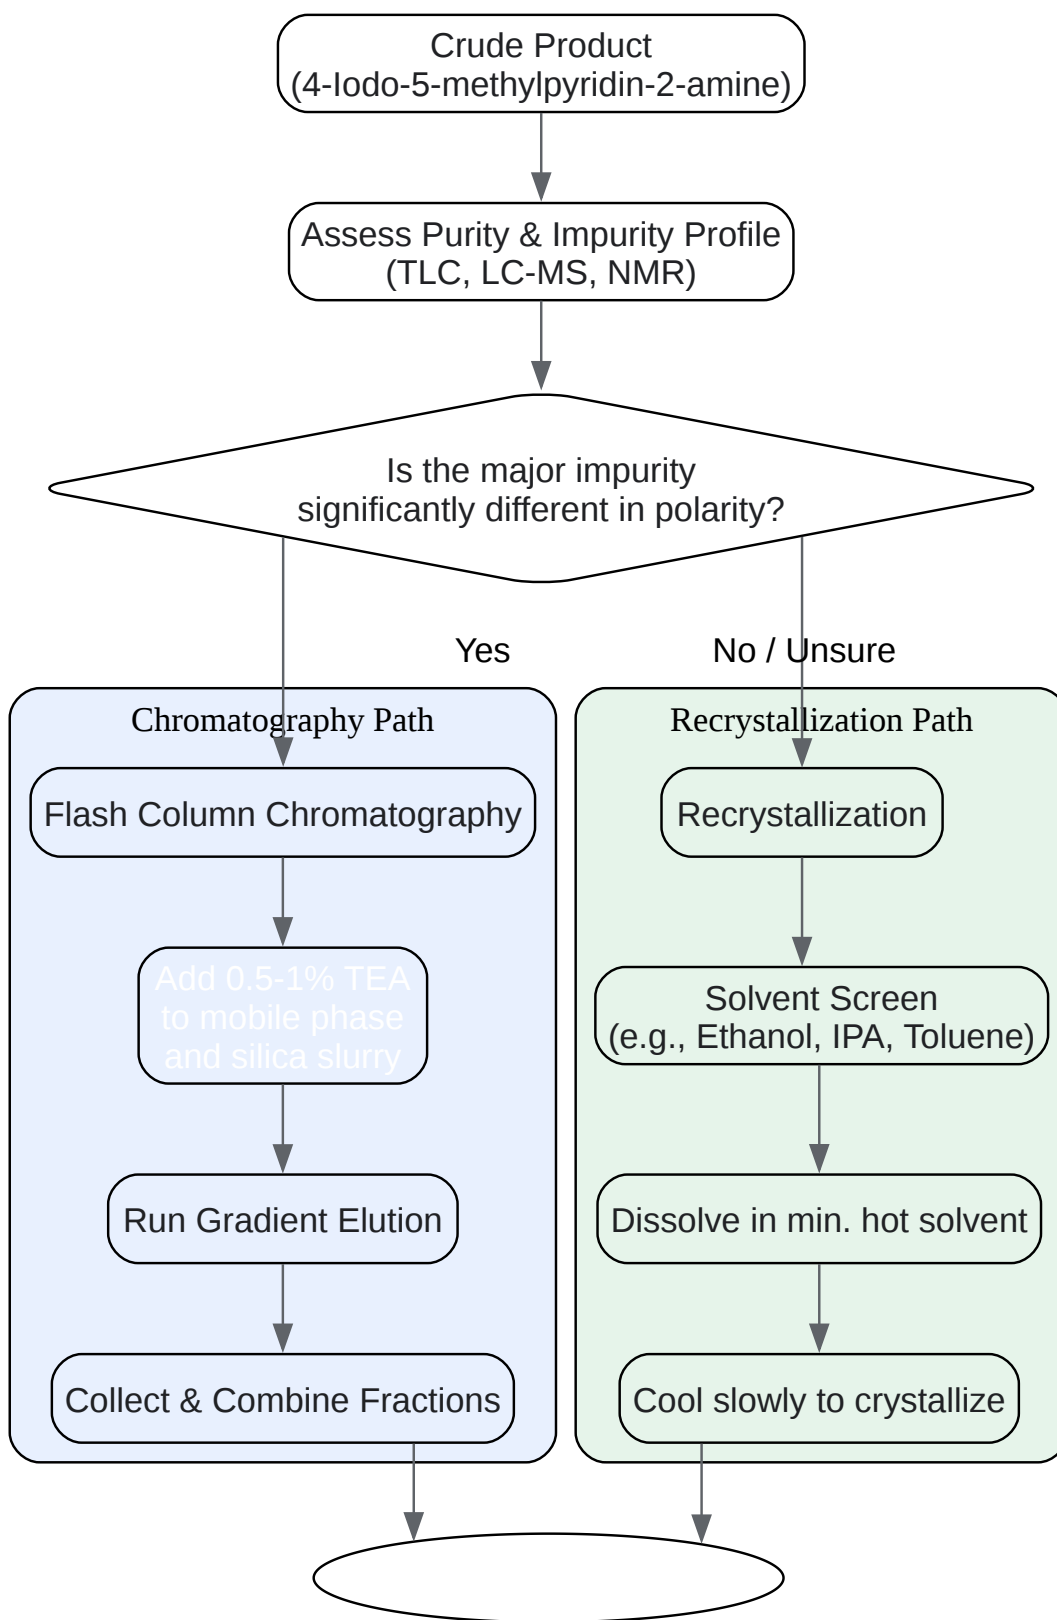 Crude Product
(4-Iodo-5-methylpyridin-2-amine)
Assess Purity & Impurity Profile
(TLC, LC-MS, NMR)
Is the major impurity
significantly different in polarity?
Yes
No / Unsure
Chromatography Path
Flash Column Chromatography
Add 0.5-1% TEA
to mobile phase
and silica slurry
Run Gradient Elution
Collect & Combine Fractions
Recrystallization Path
Recrystallization
Solvent Screen
(e.g., Ethanol, IPA, Toluene)
Dissolve in min. hot solvent
Cool slowly to crystallize